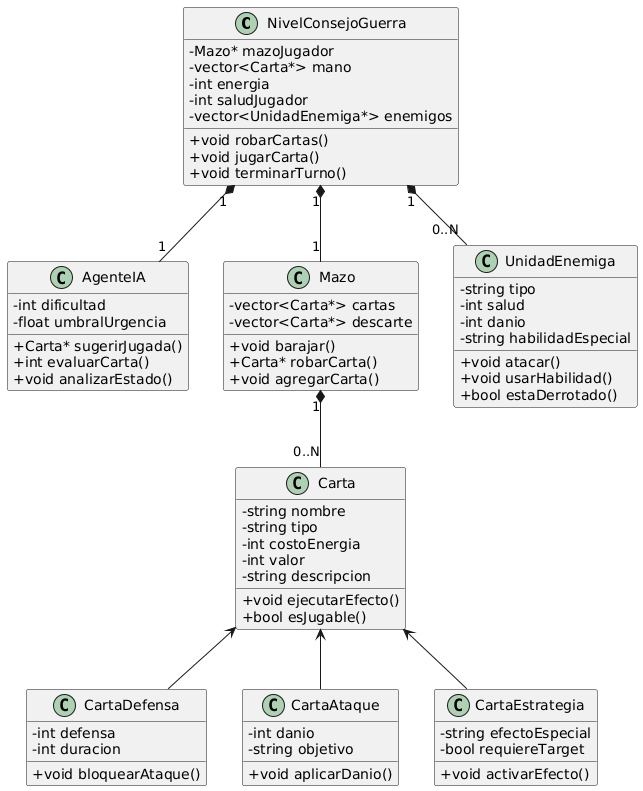 C NivelConsejoGuerra
-Mazo* mazoJugador
-vector<Carta*> mano
-int energia
-int saludJugador
-vector<UnidadEnemiga*> enemigos
+void robarCartas()
+void jugarCarta()
+void terminarTurno()
1 1 1
1 1 0..N
C AgenteIA
-int dificultad
-float umbralUrgencia
+Carta* sugerirJugada()
+int evaluarCarta()
+void analizarEstado()
C Mazo
-vector<Carta*> cartas
-vector<Carta*> descarte
+void barajar()
+Carta* robarCarta()
+void agregarCarta()
C UnidadEnemiga
-string tipo
-int salud
-int danio
-string habilidadEspecial
+void atacar()
+void usarHabilidad()
+bool estaDerrotado()
1
0..N
C Carta
-string nombre
-string tipo
-int costoEnergia
-int valor
-string descripcion
+void ejecutarEfecto()
+bool esJugable()
C CartaDefensa
-int defensa
-int duracion
+void bloquearAtaque()
C CartaAtaque
-int danio
-string objetivo
+void aplicarDanio()
C CartaEstrategia
-string efectoEspecial
-bool requiereTarget
+void activarEfecto()